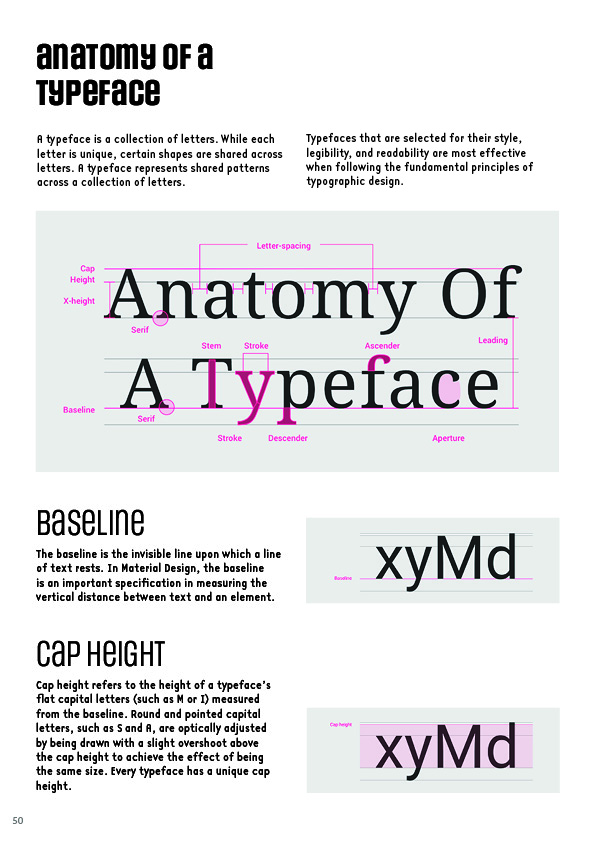 Anatomy of a
Typeface
A typeface is a collection of letters. While each
letter is unique, certain shapes are shared across
letters. A typeface represents shared patterns
across a collection of letters.
Typefaces that are selected for their style,
legibility, and readability are most effective
when following the fundamental principles of
typographic design.
Letter-spacing
Cap
Height
X-height
Anatomy Of
Serif
Leading
Stem
Stroke
Ascender
A Typeface
Baseline
Serif
Stroke
Descender
Aperture
Baseline
The baseline is the invisible line upon which a line
of text rests. In Material Design, the baseline
is an important specification in measuring the
vertical distance between text and an element.
xyMd
Baseline
Cap Height
Cap height refers to the height of a typeface's
flat capital letters (such as M or I) measured
from the baseline. Round and pointed capital
letters, such as S and A, are optically adjusted
by being drawn with a slight overshoot above
the cap height to achieve the effect of being
the same size. Every typeface has a unique cap
height.
Cap height
xyMd
50